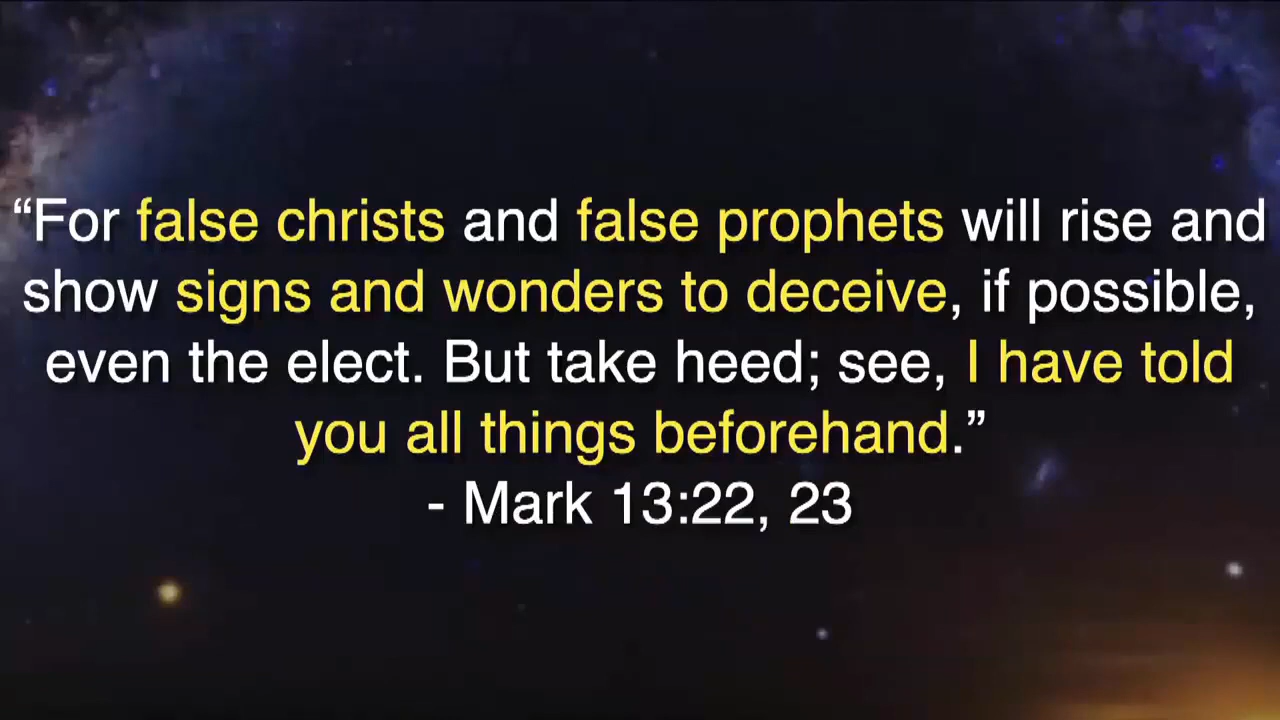 “For false christs and false prophets will rise and
show signs and wonders to deceive, if possible,
even the elect. But take heed; see, I have told
you all things beforehand.”
- Mark 13:22, 23